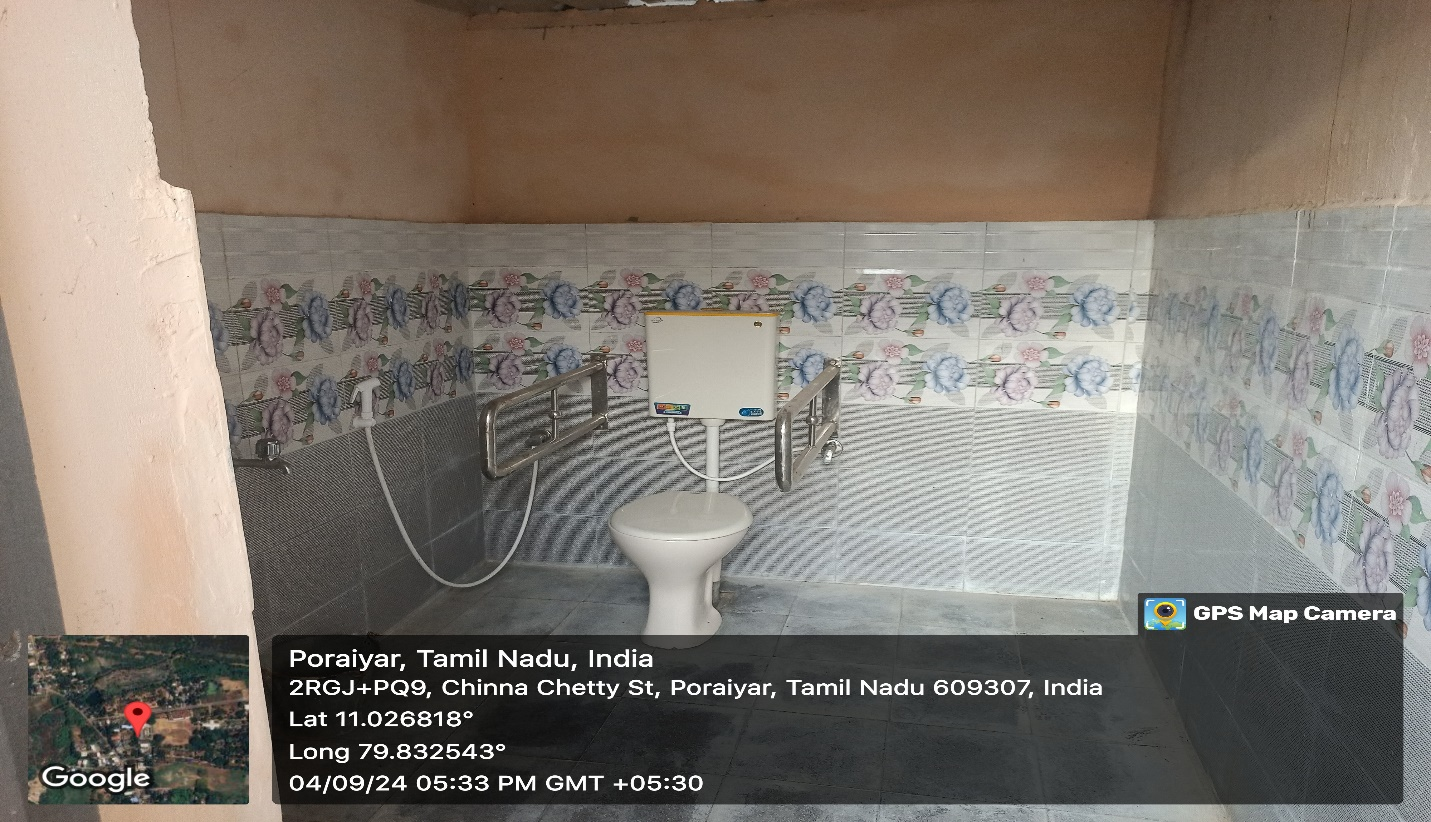 GPS Map Camera
Poraiyar, Tamil Nadu, India
2RGJ+PQ9, Chinna Chetty St, Poraiyar, Tamil Nadu 609307, India
Lat 11.026818°
Long 79.832543°
04/09/24 05:33 PM GMT +05:30
Google